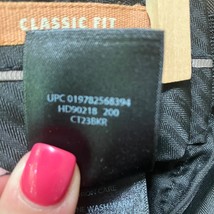 CLASSIC FIT
UPC 019782568394
HD90218 200
CT23BKR